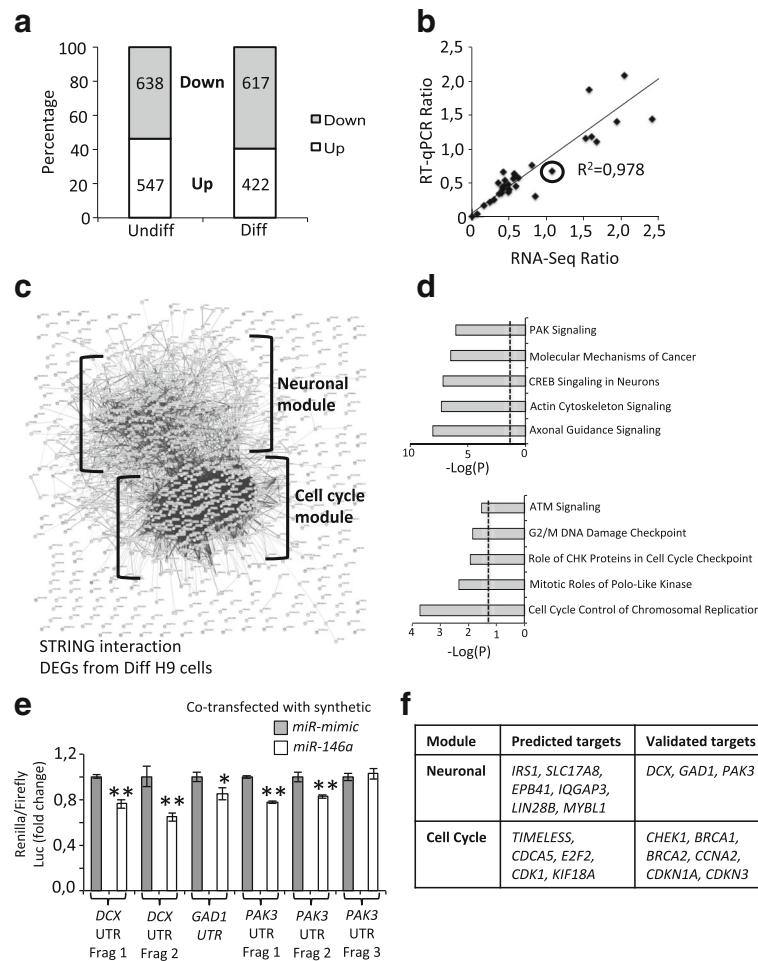 a
100
80
60
40
20
0
Percentage
638
Down
617
547
Up
422
Undiff
Diff
Down
Up
b
RT-qPCR Ratio
2,5
2,0
1,5
1,0
0,5
0
R²=0,978
0
0,5
1,0
1,5
2,0
2,5
RNA-Seq Ratio
c
Neuronal
module
Cell cycle
module
STRING interaction
DEGs from Diff H9 cells
d
PAK Signaling
Molecular Mechanisms of Cancer
CREB Singaling in Neurons
Actin Cytoskeleton Signaling
Axonal Guidance Signaling
10 5 0
-Log(P)
ATM Signaling
G2/M DNA Damage Checkpoint
Role of CHK Proteins in Cell Cycle Checkpoint
Mitotic Roles of Polo-Like Kinase
Cell Cycle Control of Chromosomal Replication
4 3 2 1 0
-Log(P)
e
Co-transfected with synthetic
miR-mimic
miR-146a
Renilla/Firefly
Luc (fold change)
1,2
0,8
0,4
0,0
** ** * ** **
DCX
UTR
Frag 1
DCX
UTR
Frag 2
GAD1
UTR
PAK3
UTR
Frag 1
PAK3
UTR
Frag 2
PAK3
UTR
Frag 3
f
Module Predicted targets Validated targets
Neuronal
IRS1, SLC17A8,
EPB41, IQGAP3,
LIN28B, MYBL1
DCX, GAD1, PAK3
Cell Cycle
TIMELESS,
CDCA5, E2F2,
CDK1, KIF18A
CHEK1, BRCA1,
BRCA2, CCNA2,
CDKN1A, CDKN3